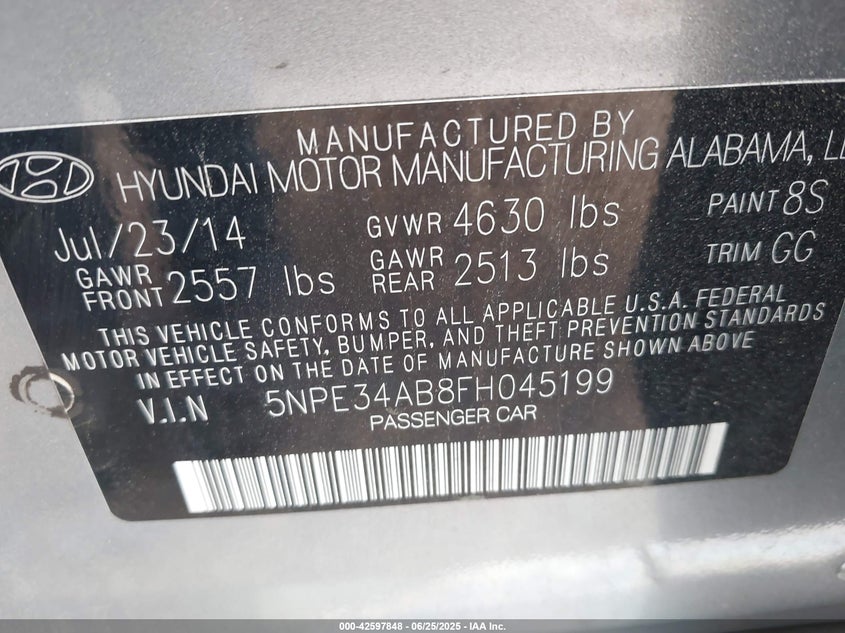 MANUFACTURED BY
HYUNDAI MOTOR MANUFACTURING ALABAMA, LL
Jul/23/14 GVWR 4630 lbs PAINT 8S
GAWR FRONT 2557 lbs GAWR REAR 2513 lbs TRIM GG
THIS VEHICLE CONFORMS TO ALL APPLICABLE U.S.A. FEDERAL
MOTOR VEHICLE SAFETY, BUMPER, AND THEFT PREVENTION STANDARDS
IN EFFECT ON THE DATE OF MANUFACTURE SHOWN ABOVE
V.I.N 5NPE34AB8FH045199
PASSENGER CAR
000-42597848 - 06/25/2025 - IAA Inc.